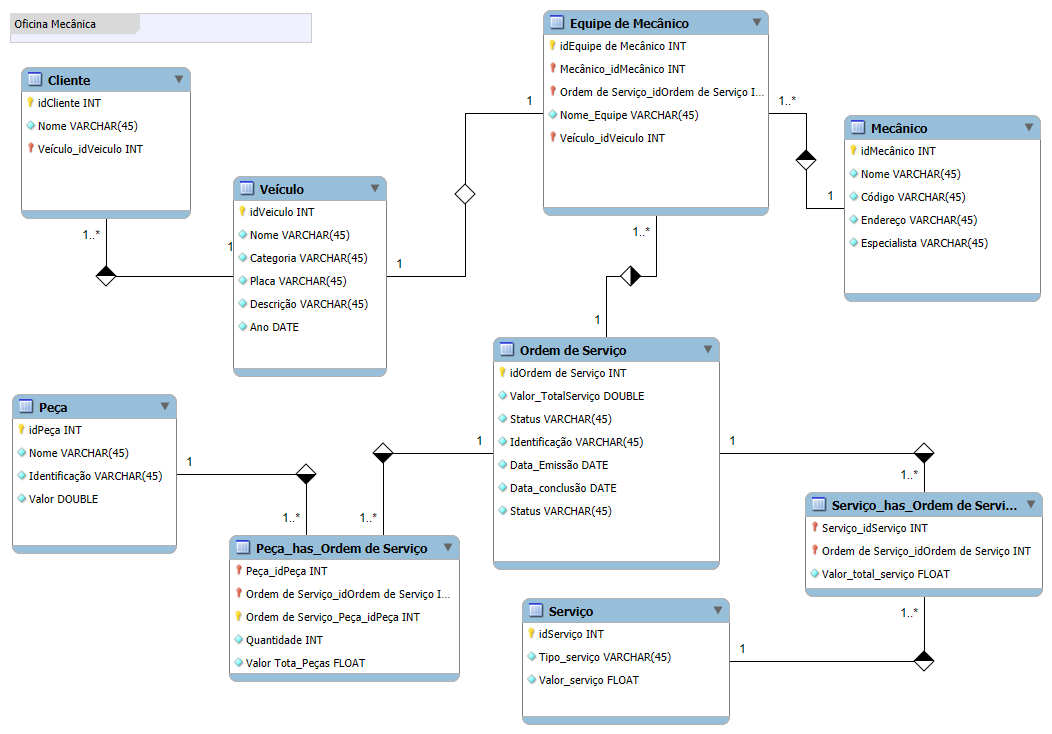 Oficina Mecânica
Cliente
idCliente INT
Nome VARCHAR(45)
Veículo_idVeiculo INT
1..*
1
Veículo
idVeiculo INT
Nome VARCHAR(45)
Categoria VARCHAR(45)
Placa VARCHAR(45)
Descrição VARCHAR(45)
Ano DATE
1
1
Equipe de Mecânico
idEquipe de Mecânico INT
Mecânico_idMecânico INT
Ordem de Serviço_idOrdem de Serviço I...
Nome_Equipe VARCHAR(45)
Veículo_idVeiculo INT
1..*
1
Mecânico
idMecânico INT
Nome VARCHAR(45)
Código VARCHAR(45)
Endereço VARCHAR(45)
Especialista VARCHAR(45)
1..*
1
Ordem de Serviço
idOrdem de Serviço INT
Valor_TotalServiço DOUBLE
Status VARCHAR(45)
Identificação VARCHAR(45)
Data_Emissão DATE
Data_conclusão DATE
Status VARCHAR(45)
Peça
idPeça INT
Nome VARCHAR(45)
Identificação VARCHAR(45)
Valor DOUBLE
1
1..*
1
1..*
Peça_has_Ordem de Serviço
Peça_idPeça INT
Ordem de Serviço_idOrdem de Serviço I...
Ordem de Serviço_Peça_idPeça INT
Quantidade INT
Valor Tota_Peças FLOAT
1
1..*
Serviço_has_Ordem de Servi...
Serviço_idServiço INT
Ordem de Serviço_idOrdem de Serviço INT
Valor_total_serviço FLOAT
1..*
1
Serviço
idServiço INT
Tipo_serviço VARCHAR(45)
Valor_serviço FLOAT